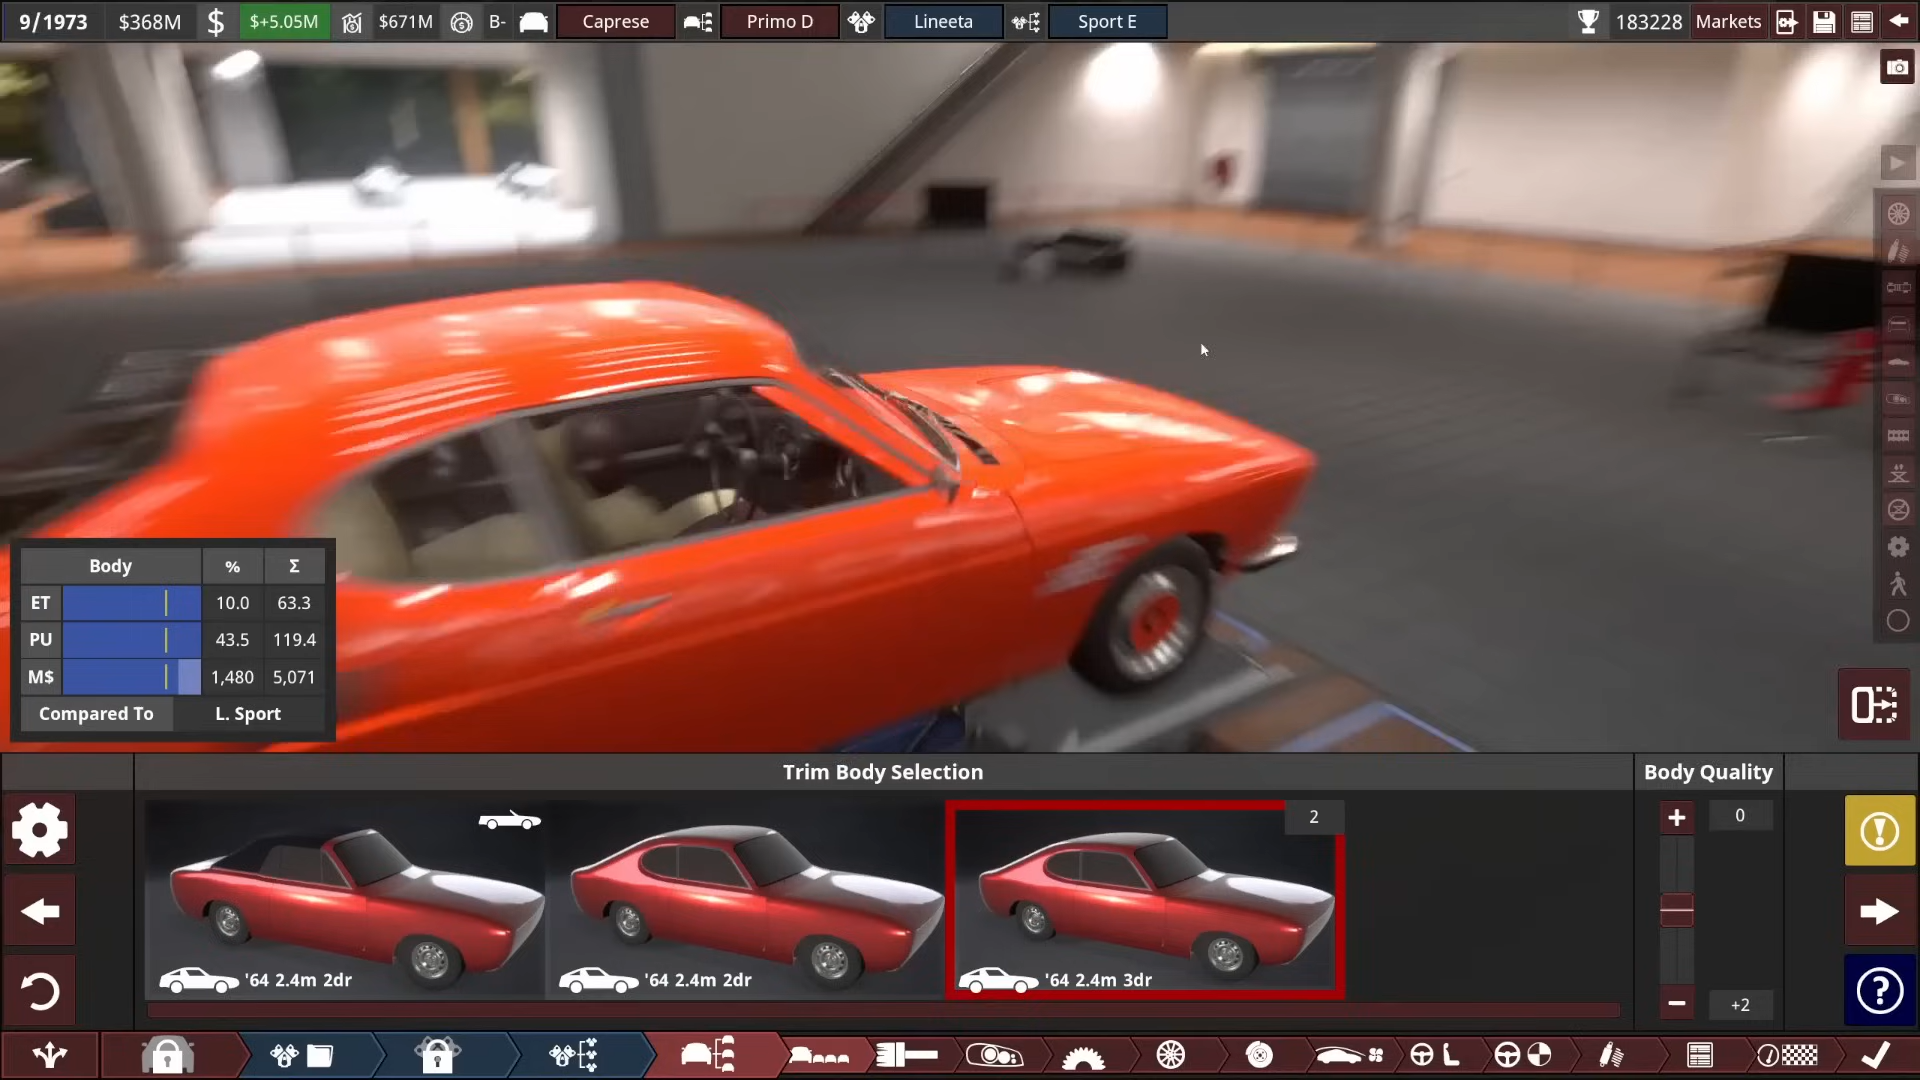 9/1973 $368M $ $+5.05M $671M B- Caprese Primo D Lineeta Sport E 183228 Markets
Body % Σ
ET 10.0 63.3
PU 43.5 119.4
M$ 1,480 5,071
Compared To L. Sport
Trim Body Selection
Body Quality
2
0
'64 2.4m 2dr
'64 2.4m 2dr
'64 2.4m 3dr
+2